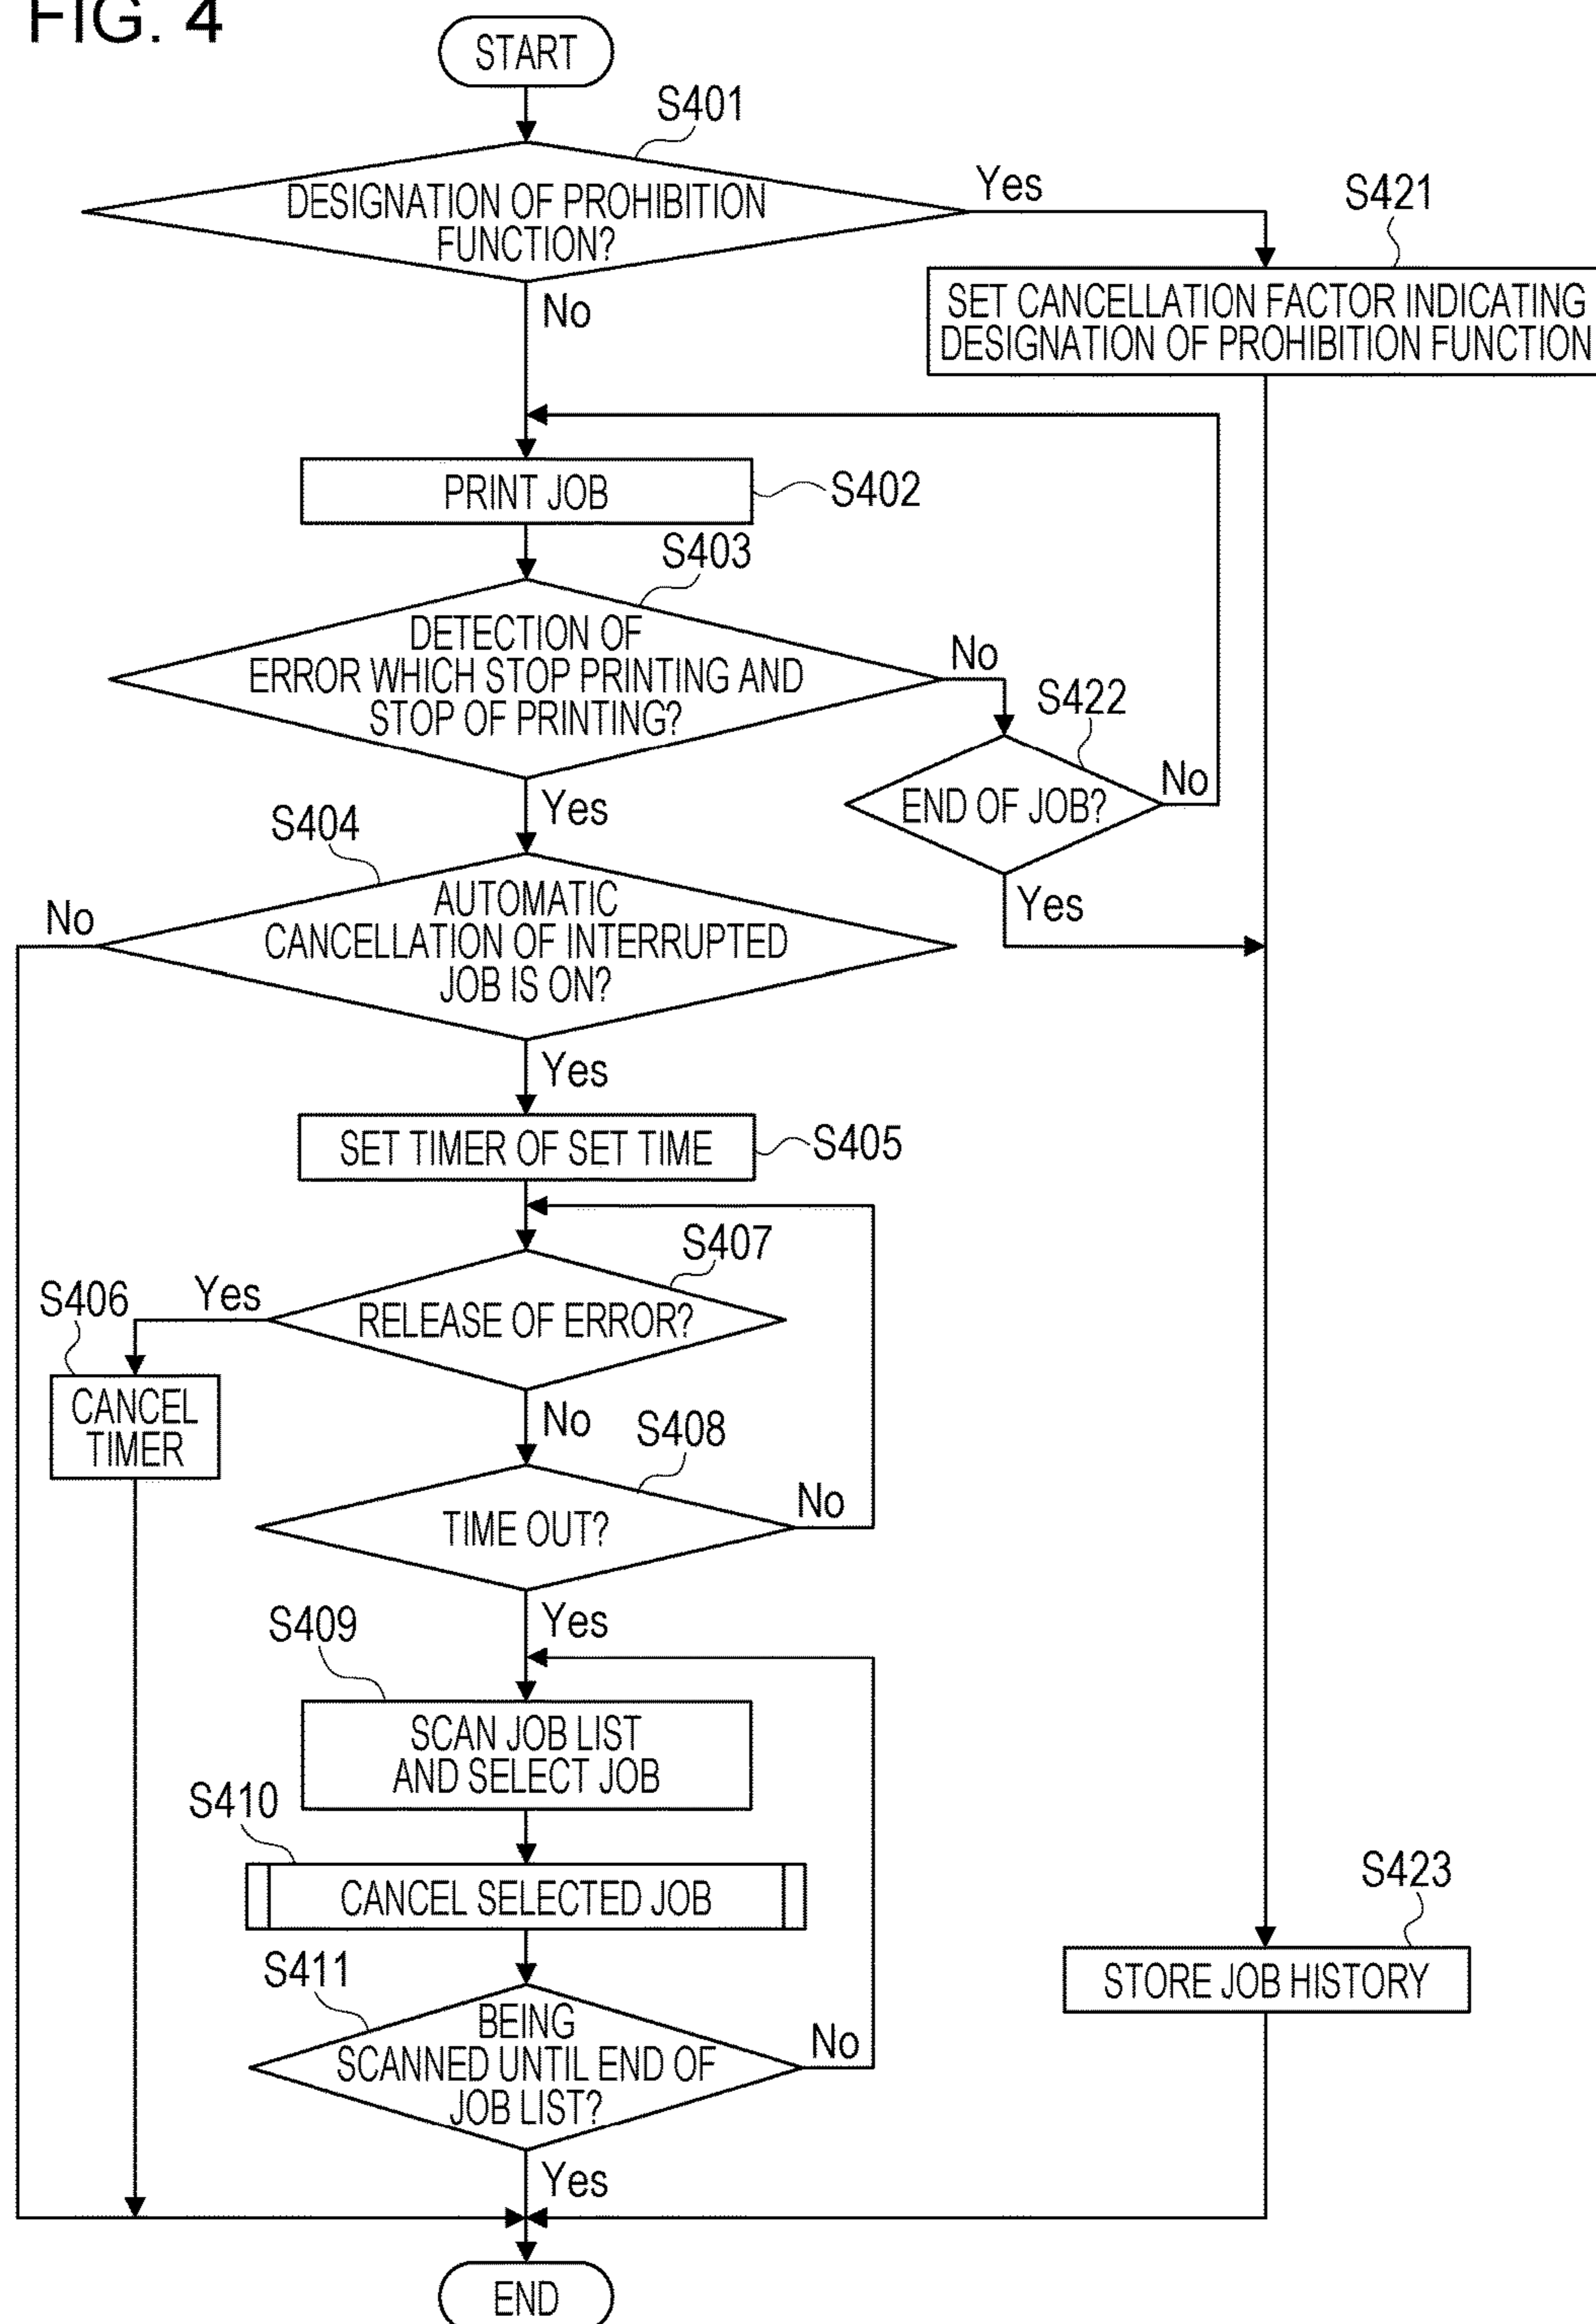 FIG. 4
START
S401
DESIGNATION OF PROHIBITION
FUNCTION?
Yes
No
S421
SET CANCELLATION FACTOR INDICATING
DESIGNATION OF PROHIBITION FUNCTION
PRINT JOB
S402
S403
DETECTION OF
ERROR WHICH STOP PRINTING AND
STOP OF PRINTING?
No
Yes
S422
END OF JOB?
No
Yes
S404
AUTOMATIC
CANCELLATION OF INTERRUPTED
JOB IS ON?
No
Yes
SET TIMER OF SET TIME
S405
S407
RELEASE OF ERROR?
Yes
No
S406
CANCEL
TIMER
S408
TIME OUT?
No
Yes
S409
SCAN JOB LIST
AND SELECT JOB
S410
CANCEL SELECTED JOB
S411
BEING
SCANNED UNTIL END OF
JOB LIST?
No
Yes
S423
STORE JOB HISTORY
END